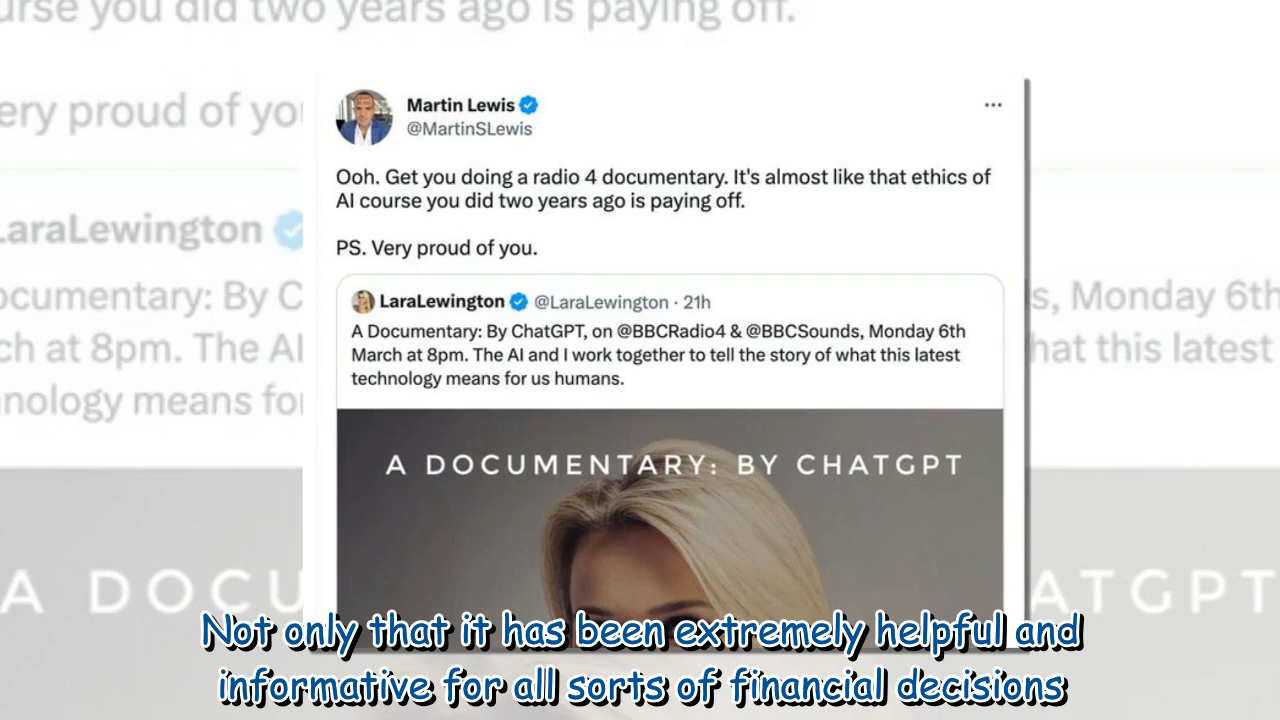 urse you did two years ago is paying off.
Martin Lewis
@MartinSLewis
Ooh. Get you doing a radio 4 documentary. It's almost like that ethics of
AI course you did two years ago is paying off.
PS. Very proud of you.
LaraLewington @LaraLewington · 21h
A Documentary: By ChatGPT, on @BBCRadio4 & @BBCSounds, Monday 6th
March at 8pm. The AI and I work together to tell the story of what this latest
technology means for us humans.
A DOCUMENTARY: BY CHATGPT
ery proud of you
LaraLewington
ocumentary: By C
s, Monday 6th
ch at 8pm. The AI
hat this latest
nology means for
A DOCU
ATGPT
Not only that it has been extremely helpful and
informative for all sorts of financial decisions